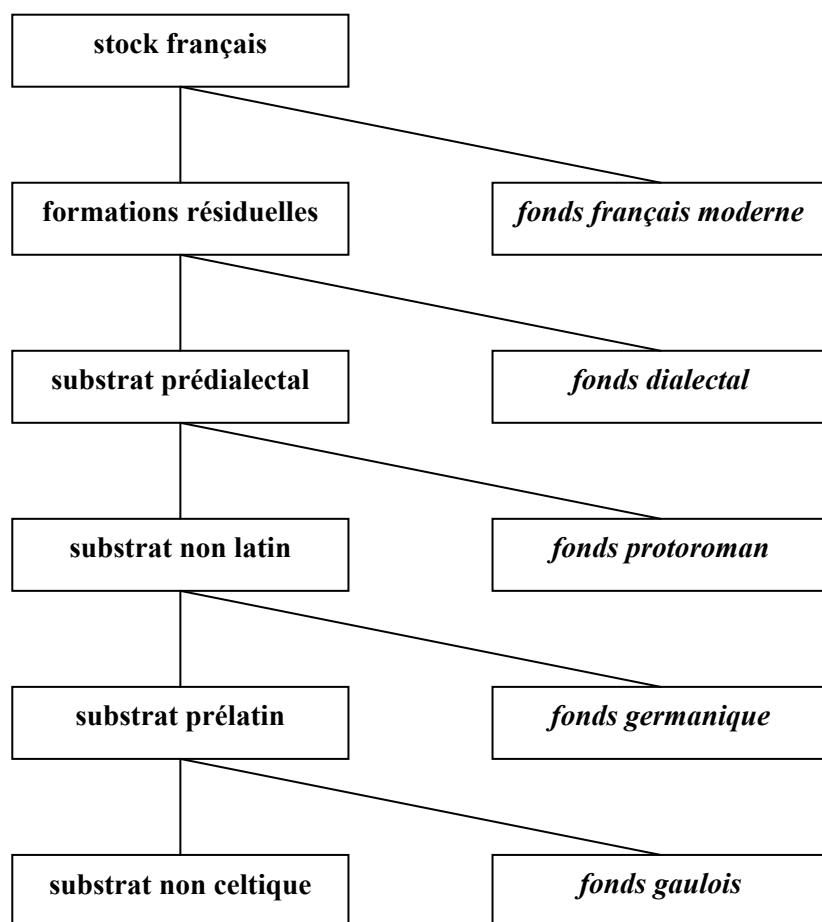 stock français
formations résiduelles
fonds français moderne
substrat prédialectal
fonds dialectal
substrat non latin
fonds protoroman
substrat prélatin
fonds germanique
substrat non celtique
fonds gaulois